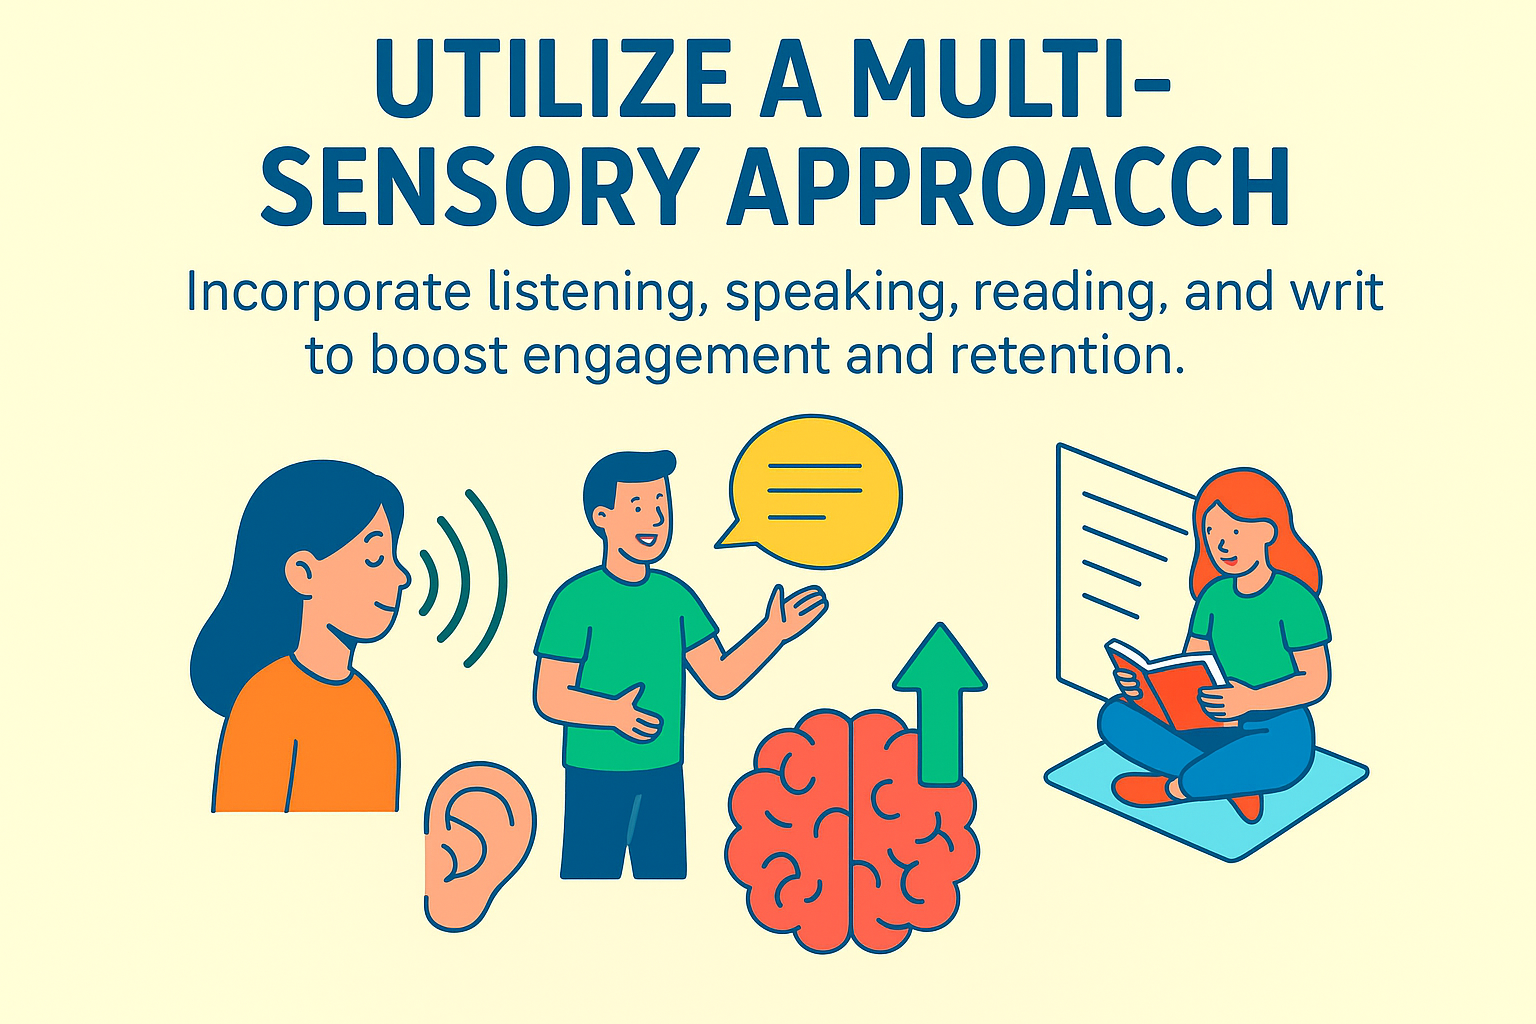 UTILIZE A MULTI-
SENSORY APPROACCH
Incorporate listening, speaking, reading, and writ
to boost engagement and retention.